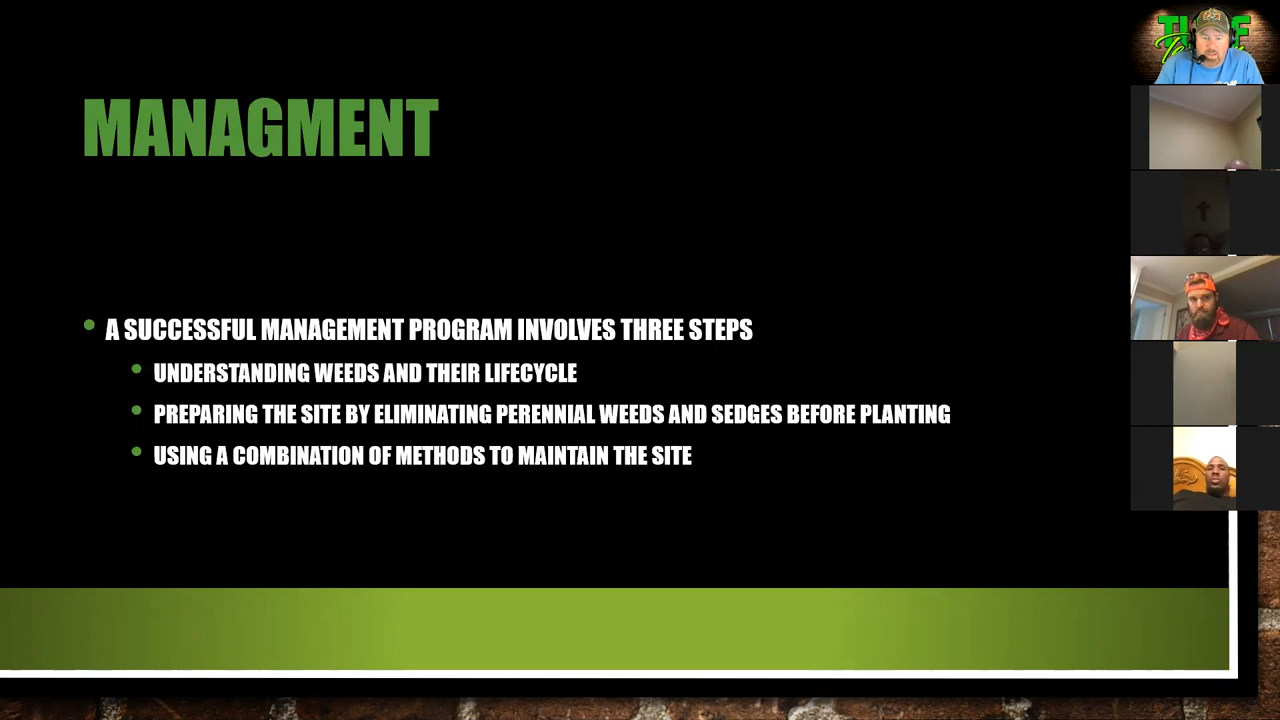 MANAGMENT
• A SUCCESSFUL MANAGEMENT PROGRAM INVOLVES THREE STEPS
• UNDERSTANDING WEEDS AND THEIR LIFECYCLE
• PREPARING THE SITE BY ELIMINATING PERENNIAL WEEDS AND SEDGES BEFORE PLANTING
• USING A COMBINATION OF METHODS TO MAINTAIN THE SITE